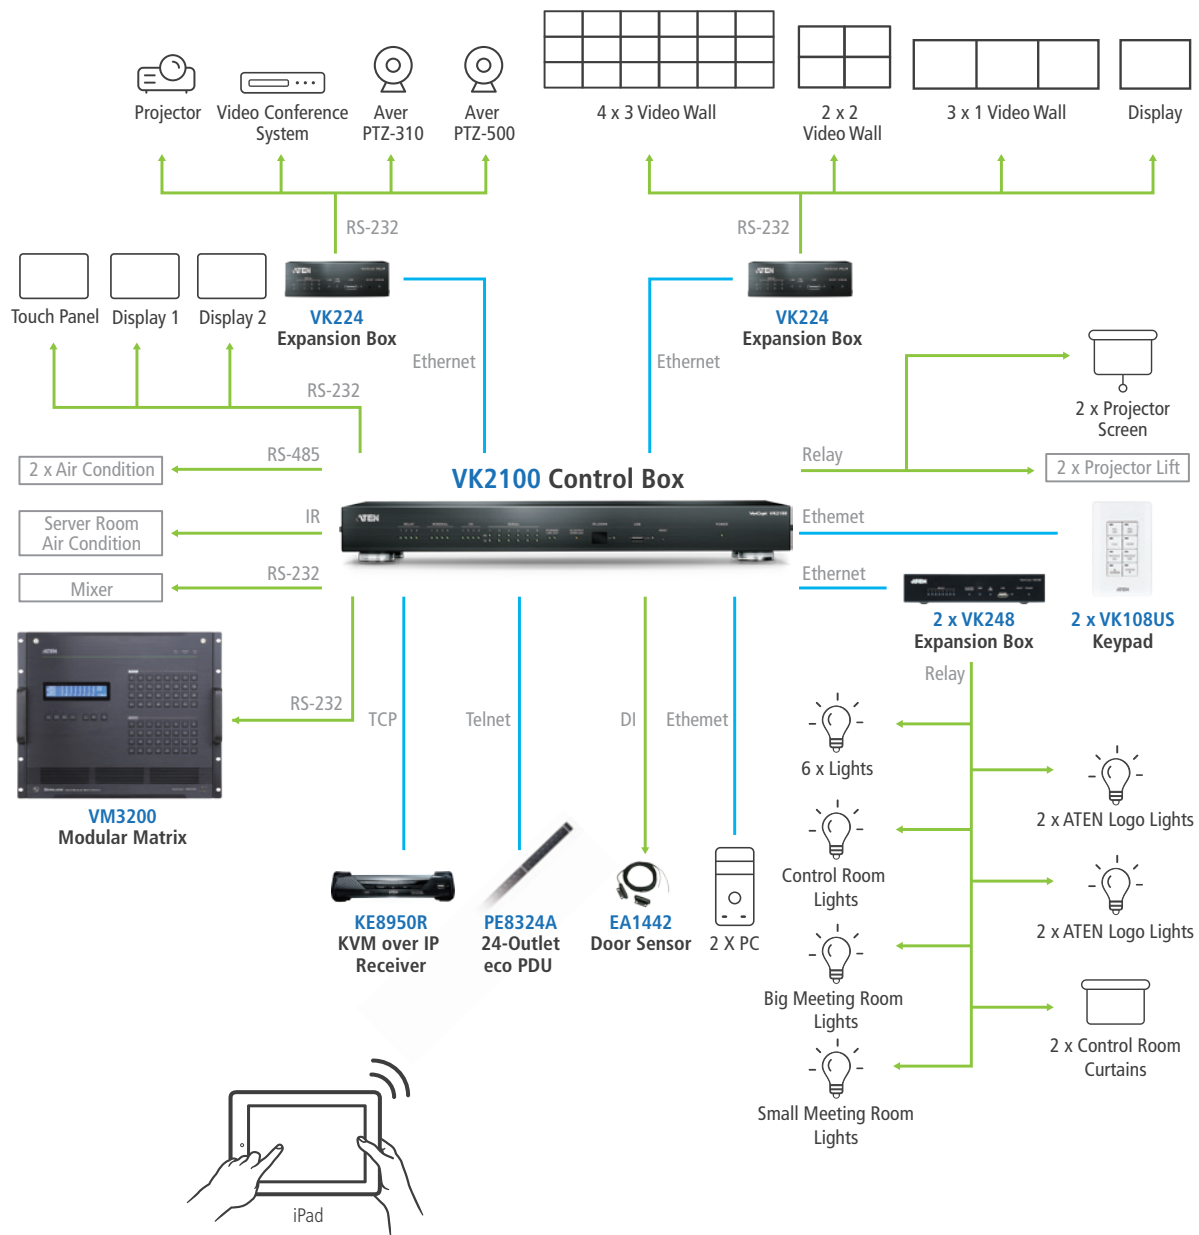 Projector
Video Conference
System
Aver
PTZ-310
Aver
PTZ-500
4 x 3 Video Wall
2 x 2
Video Wall
3 x 1 Video Wall
Display
RS-232
RS-232
ATEN
ATEN
Touch Panel
Display 1
Display 2
VK224
Expansion Box
VK224
Expansion Box
Ethernet
Ethernet
RS-232
2 x Projector
Screen
RS-485
Relay
2 x Air Condition
2 x Projector Lift
VK2100 Control Box
IR
Server Room
Air Condition
ATEN
Ethemet
RS-232
Mixer
Ethernet
ATEN
ATEN
2 x VK248
Expansion Box
2 x VK108US
Keypad
ATEN
Relay
RS-232
TCP
Telnet
DI
Ethemet
6 x Lights
VM3200
Modular Matrix
2 x ATEN Logo Lights
Control Room
Lights
KE8950R
KVM over IP
Receiver
PE8324A
24-Outlet
eco PDU
EA1442
Door Sensor
2 X PC
2 x ATEN Logo Lights
Big Meeting Room
Lights
2 x Control Room
Curtains
Small Meeting Room
Lights
iPad